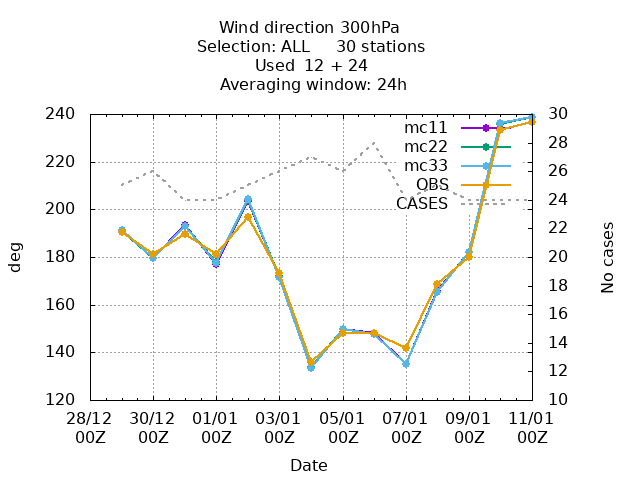 Wind direction 300hPa
Selection: ALL     30 stations
Used  12 + 24
Averaging window: 24h
240
220
200
180
160
140
120
deg
30
28
26
24
22
20
18
16
14
12
10
No cases
mc11
mc22
mc33
OBS
CASES
28/12 30/12 01/01 03/01 05/01 07/01 09/01 11/01
00Z 00Z 00Z 00Z 00Z 00Z 00Z 00Z
Date